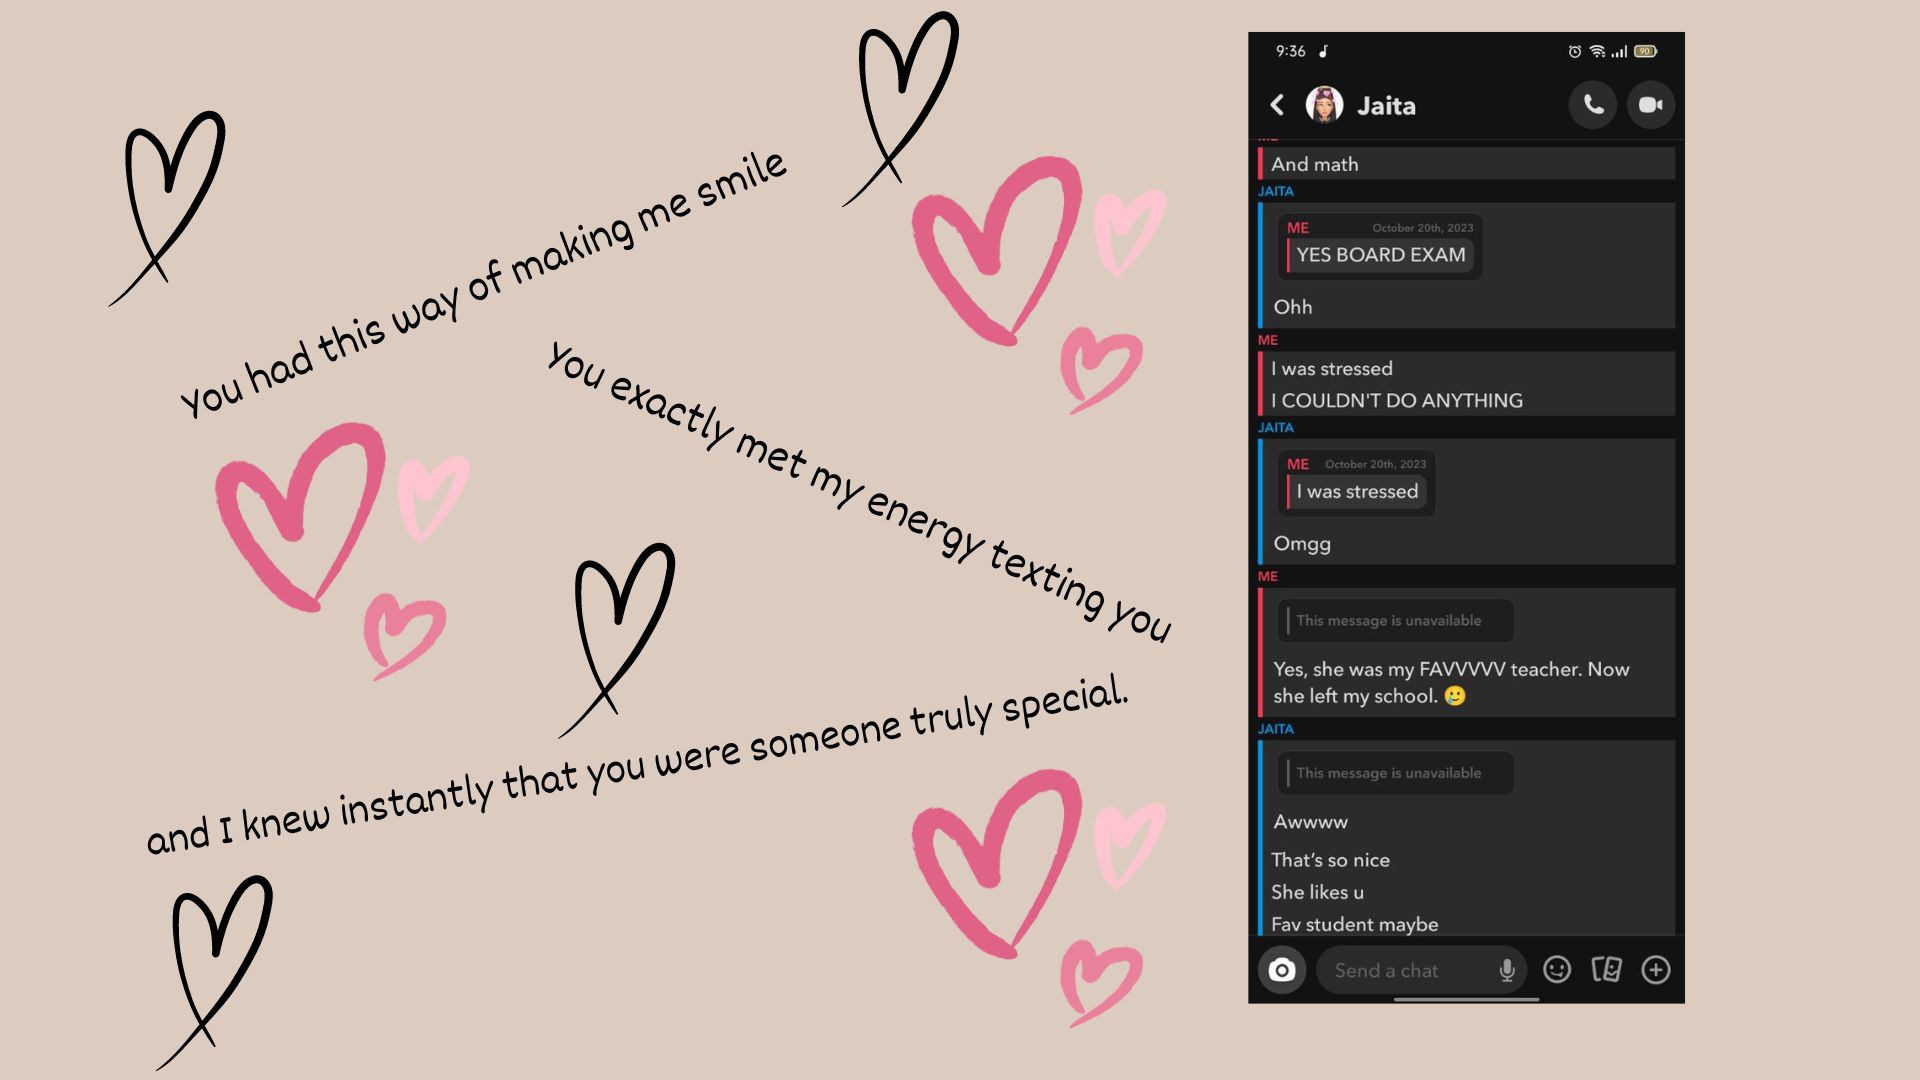 you had this way of making me smile
You exactly met my energy texting you
and I knew instantly that you were someone truly special.
9:36
90
Jaita
And math
JAITA
ME October 20th, 2023
YES BOARD EXAM
Ohh
ME
I was stressed
I COULDN'T DO ANYTHING
JAITA
ME October 20th, 2023
I was stressed
Omgg
ME
This message is unavailable
Yes, she was my FAVVVVV teacher. Now
she left my school. 🥲
JAITA
This message is unavailable
Awwww
That's so nice
She likes u
Fav student maybe
Send a chat